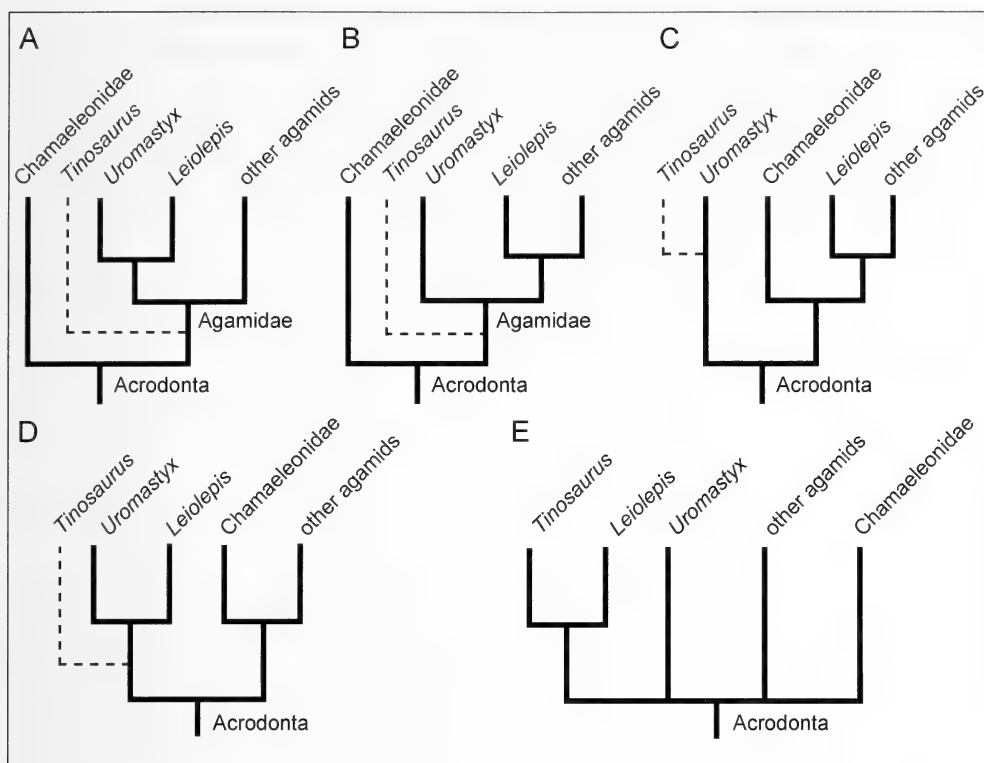 A
Chamaeleonidae
Tinosaurus
Uromastyx
Leiolepis
other agamids
Agamidae
Acrodonta
B
Chamaeleonidae
Tinosaurus
Uromastyx
Leiolepis
other agamids
Agamidae
Acrodonta
C
Tinosaurus
Uromastyx
Chamaeleonidae
Leiolepis
other agamids
Acrodonta
D
Tinosaurus
Uromastyx
Leiolepis
Chamaeleonidae
other agamids
Acrodonta
E
Tinosaurus
Leiolepis
Uromastyx
other agamids
Chamaeleonidae
Acrodonta